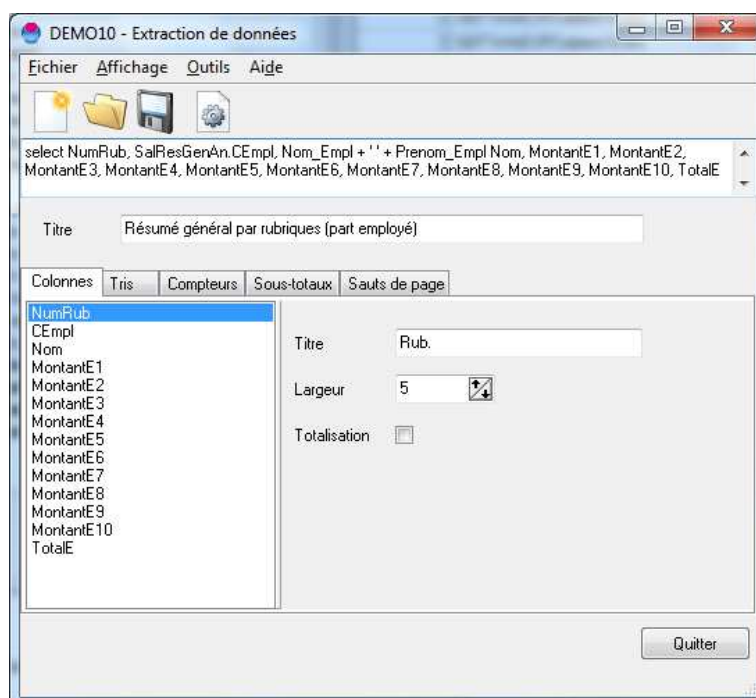 DEMO10 - Extraction de données
Fichier Affichage Outils Aide
select NumRub, SalResGenAn.CEmpl, Nom_Empl + ' ' + Prenom_Empl Nom, MontantE1, MontantE2,
MontantE3, MontantE4, MontantE5, MontantE6, MontantE7, MontantE8, MontantE9, MontantE10, TotalE
Titre Résumé général par rubriques (part employé)
Colonnes Tris Compteurs Sous-totaux Sauts de page
NumRub
CEmpl
Nom
MontantE1
MontantE2
MontantE3
MontantE4
MontantE5
MontantE6
MontantE7
MontantE8
MontantE9
MontantE10
TotalE
Titre Rub.
Largeur 5
Totalisation
Quitter